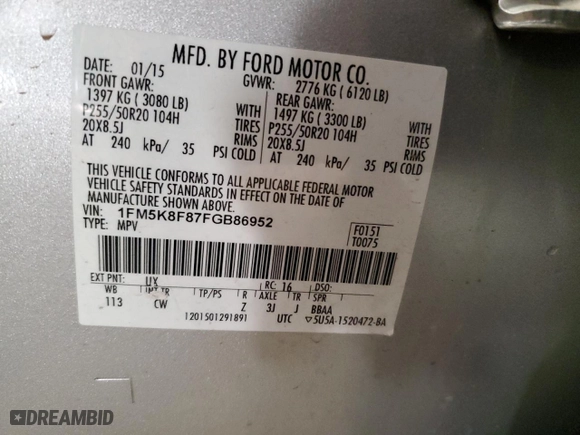 MFD. BY FORD MOTOR CO.
DATE: 01/15 GVWR: 2776 KG (6120 LB)
FRONT GAWR: REAR GAWR:
1397 KG (3080 LB) 1497 KG (3300 LB)
P255/50R20 104H WITH TIRES P255/50R20 104H WITH TIRES
20X8.5J RIMS 20X8.5J RIMS
AT 240 kPa/ 35 PSI COLD AT 240 kPa/ 35 PSI COLD
THIS VEHICLE CONFORMS TO ALL APPLICABLE FEDERAL MOTOR
VEHICLE SAFETY STANDARDS IN EFFECT ON THE DATE OF
MANUFACTURE SHOWN ABOVE.
VIN: 1FM5K8F87FGB86952
TYPE: MPV
F0151
T0075
EXT PNT: UX RC: 16 DSO:
WB INT TR TP/PS R AXLE TR SPR
113 CW Z 3J J BBAA
1201501291891 UTC ▽5U5A-1520472-BA
DREAMBID